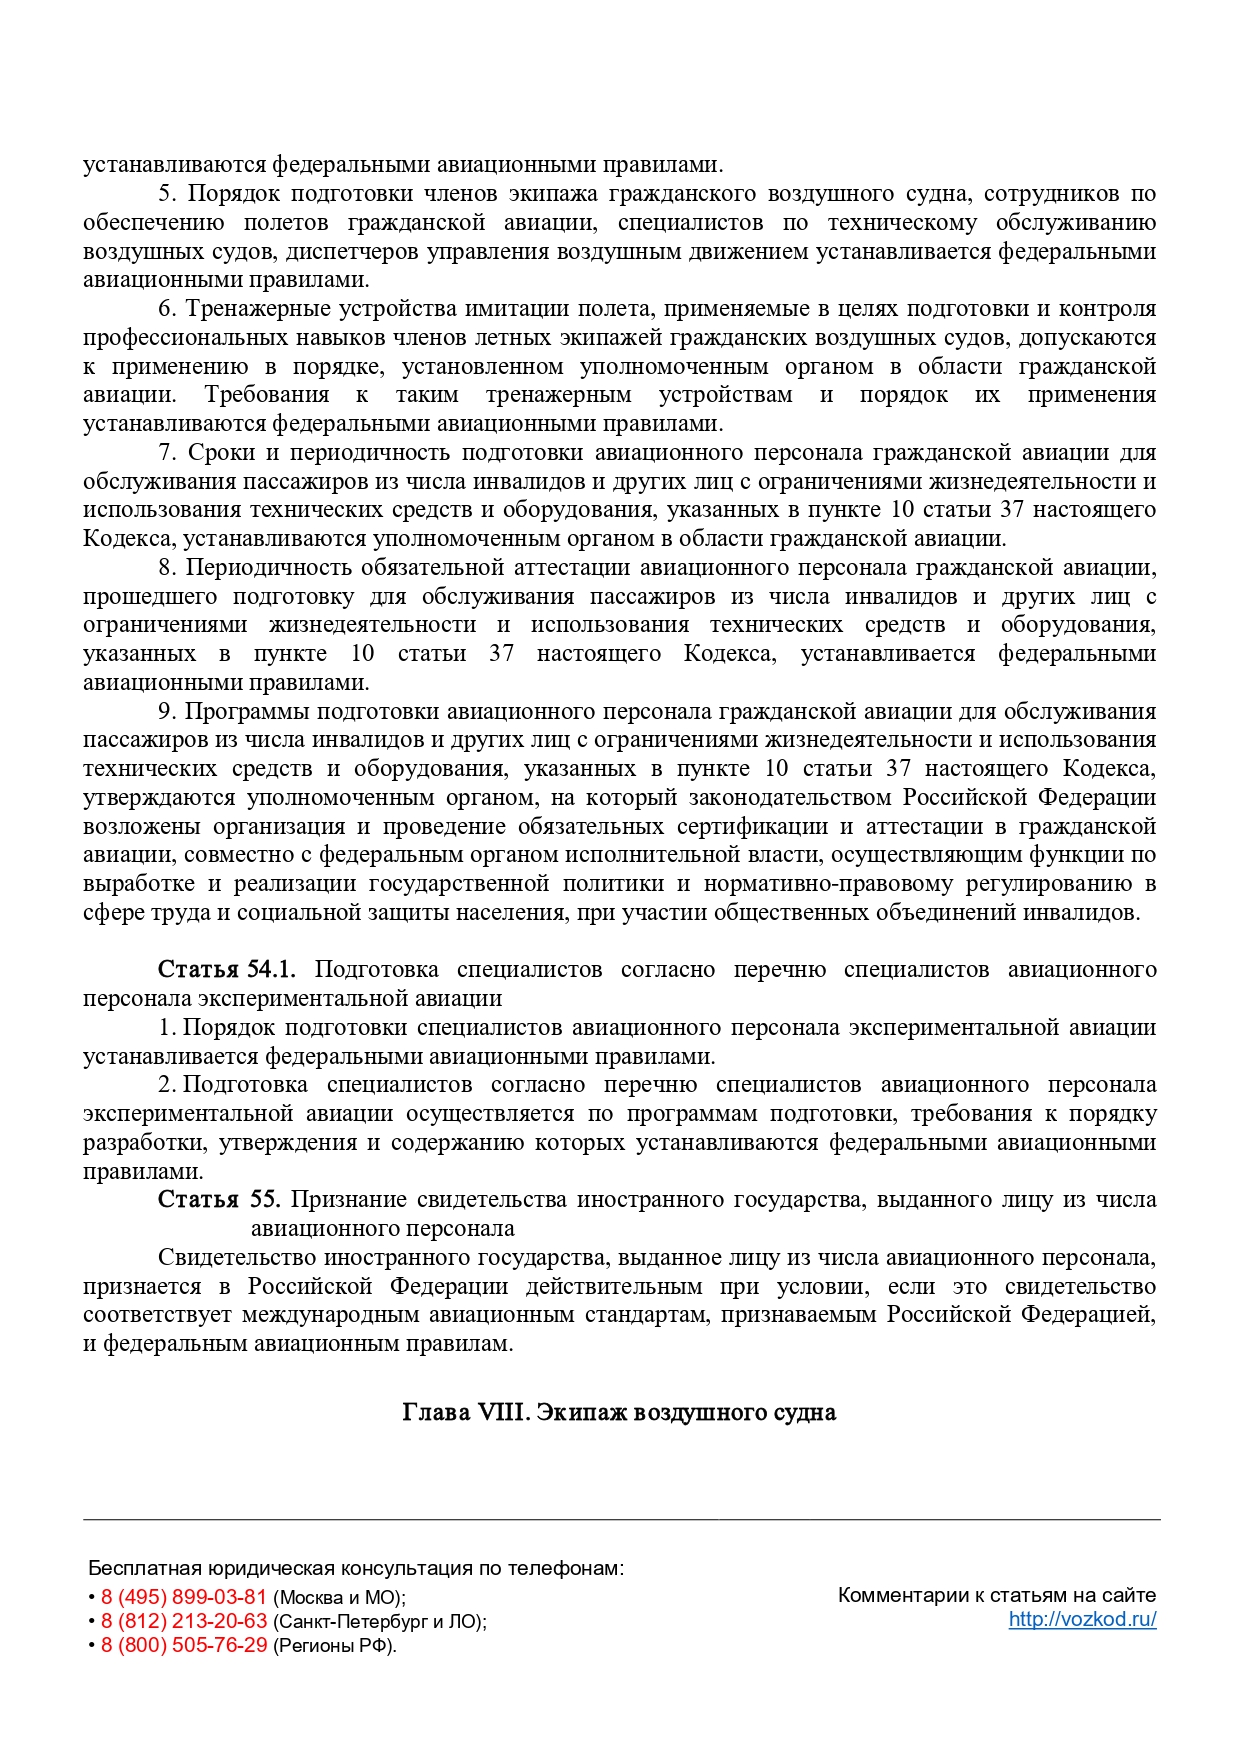 устанавливаются федеральными авиационными правилами.
5. Порядок подготовки членов экипажа гражданского воздушного судна, сотрудников по
обеспечению полетов гражданской авиации, специалистов по техническому обслуживанию
воздушных судов, диспетчеров управления воздушным движением устанавливается федеральными
авиационными правилами.
6. Тренажерные устройства имитации полета, применяемые в целях подготовки и контроля
профессиональных навыков членов летных экипажей гражданских воздушных судов, допускаются
к применению в порядке, установленном уполномоченным органом в области гражданской
авиации. Требования к таким тренажерным устройствам и порядок их применения
устанавливаются федеральными авиационными правилами.
7. Сроки и периодичность подготовки авиационного персонала гражданской авиации для
обслуживания пассажиров из числа инвалидов и других лиц с ограничениями жизнедеятельности и
использования технических средств и оборудования, указанных в пункте 10 статьи 37 настоящего
Кодекса, устанавливаются уполномоченным органом в области гражданской авиации.
8. Периодичность обязательной аттестации авиационного персонала гражданской авиации,
прошедшего подготовку для обслуживания пассажиров из числа инвалидов и других лиц с
ограничениями жизнедеятельности и использования технических средств и оборудования,
указанных в пункте 10 статьи 37 настоящего Кодекса, устанавливается федеральными
авиационными правилами.
9. Программы подготовки авиационного персонала гражданской авиации для обслуживания
пассажиров из числа инвалидов и других лиц с ограничениями жизнедеятельности и использования
технических средств и оборудования, указанных в пункте 10 статьи 37 настоящего Кодекса,
утверждаются уполномоченным органом, на который законодательством Российской Федерации
возложены организация и проведение обязательных сертификации и аттестации в гражданской
авиации, совместно с федеральным органом исполнительной власти, осуществляющим функции по
выработке и реализации государственной политики и нормативно-правовому регулированию в
сфере труда и социальной защиты населения, при участии общественных объединений инвалидов.
Статья 54.1. Подготовка специалистов согласно перечню специалистов авиационного
персонала экспериментальной авиации
1. Порядок подготовки специалистов авиационного персонала экспериментальной авиации
устанавливается федеральными авиационными правилами.
2. Подготовка специалистов согласно перечню специалистов авиационного персонала
экспериментальной авиации осуществляется по программам подготовки, требования к порядку
разработки, утверждения и содержанию которых устанавливаются федеральными авиационными
правилами.
Статья 55. Признание свидетельства иностранного государства, выданного лицу из числа
авиационного персонала
Свидетельство иностранного государства, выданное лицу из числа авиационного персонала,
признается в Российской Федерации действительным при условии, если это свидетельство
соответствует международным авиационным стандартам, признаваемым Российской Федерацией,
и федеральным авиационным правилам.
Глава VIII. Экипаж воздушного судна
Бесплатная юридическая консультация по телефонам:
• 8 (495) 899-03-81 (Москва и МО);
• 8 (812) 213-20-63 (Санкт-Петербург и ЛО);
• 8 (800) 505-76-29 (Регионы РФ).
Комментарии к статьям на сайте
http://vozkod.ru/